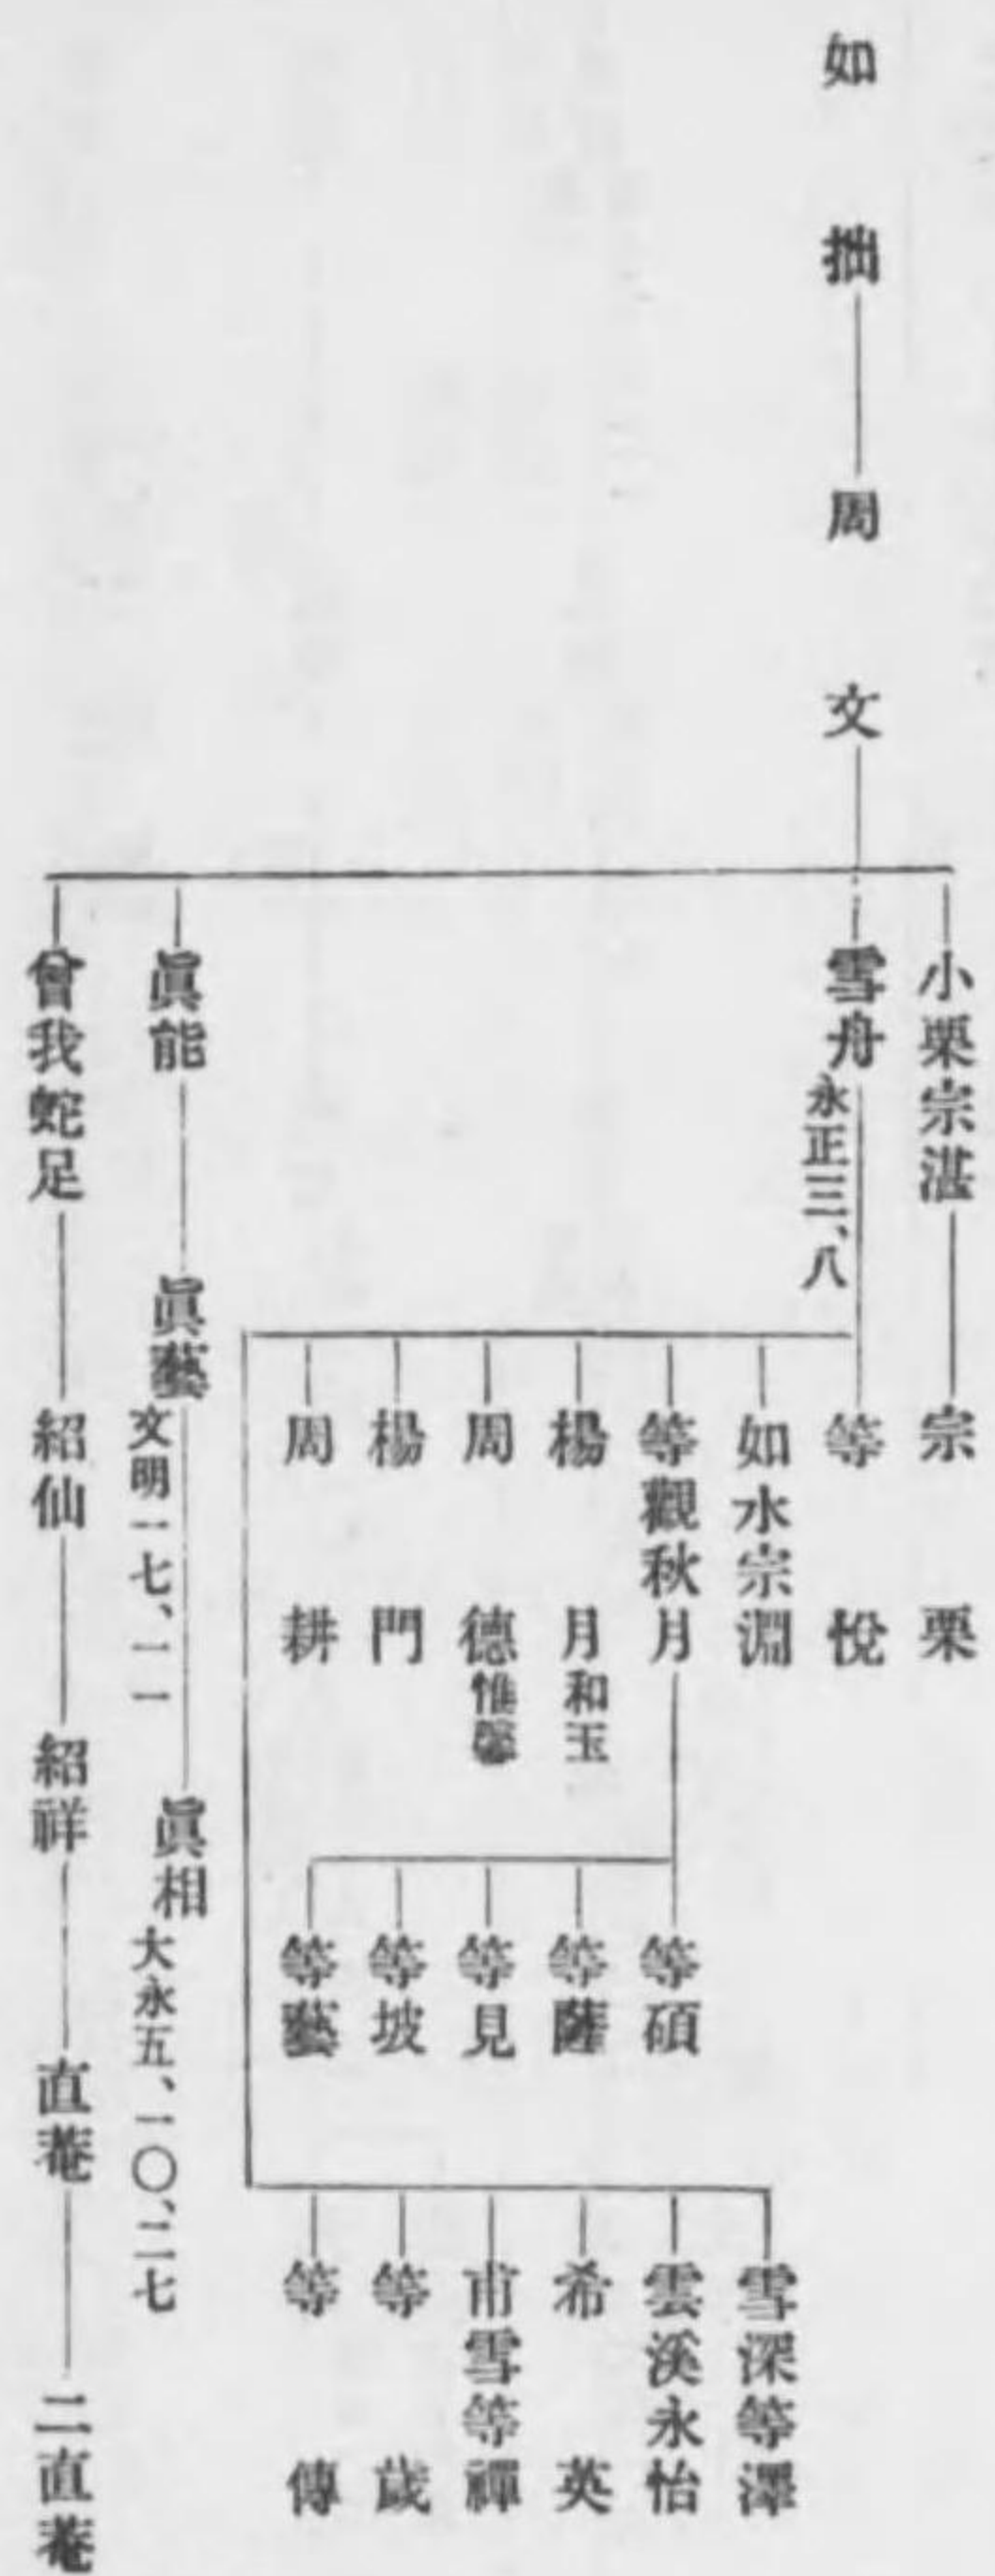 如拙
周文
小栗宗湛
宗栗
雪舟
永正三、八
等悅
如水宗淵
等觀秋月
楊月和玉
周德惟馨
楊門
周耕
等碩
等薩
等見
等坡
等藝
雪深等澤
雲溪永怡
希英
甫雪等禪
等歲
等傳
眞能
眞藝
文明一七、一一
眞相
大永五、一〇、二七
曾我蛇足
紹仙
紹祥
直菴
二直菴